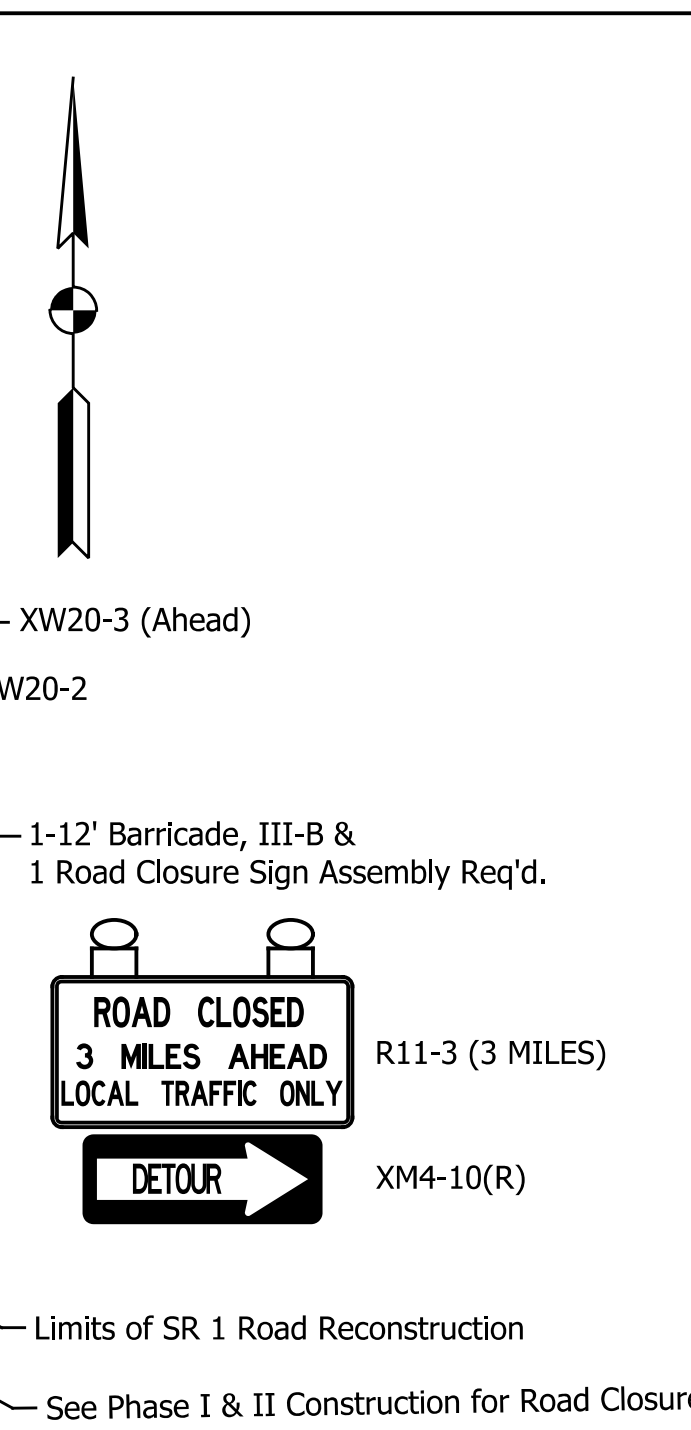 XW20-3 (Ahead)
W20-2
1-12' Barricade, III-B &
1 Road Closure Sign Assembly Req'd.
ROAD CLOSED
3 MILES AHEAD
LOCAL TRAFFIC ONLY
R11-3 (3 MILES)
DETOUR
XM4-10(R)
Limits of SR 1 Road Reconstruction
See Phase I & II Construction for Road Closure